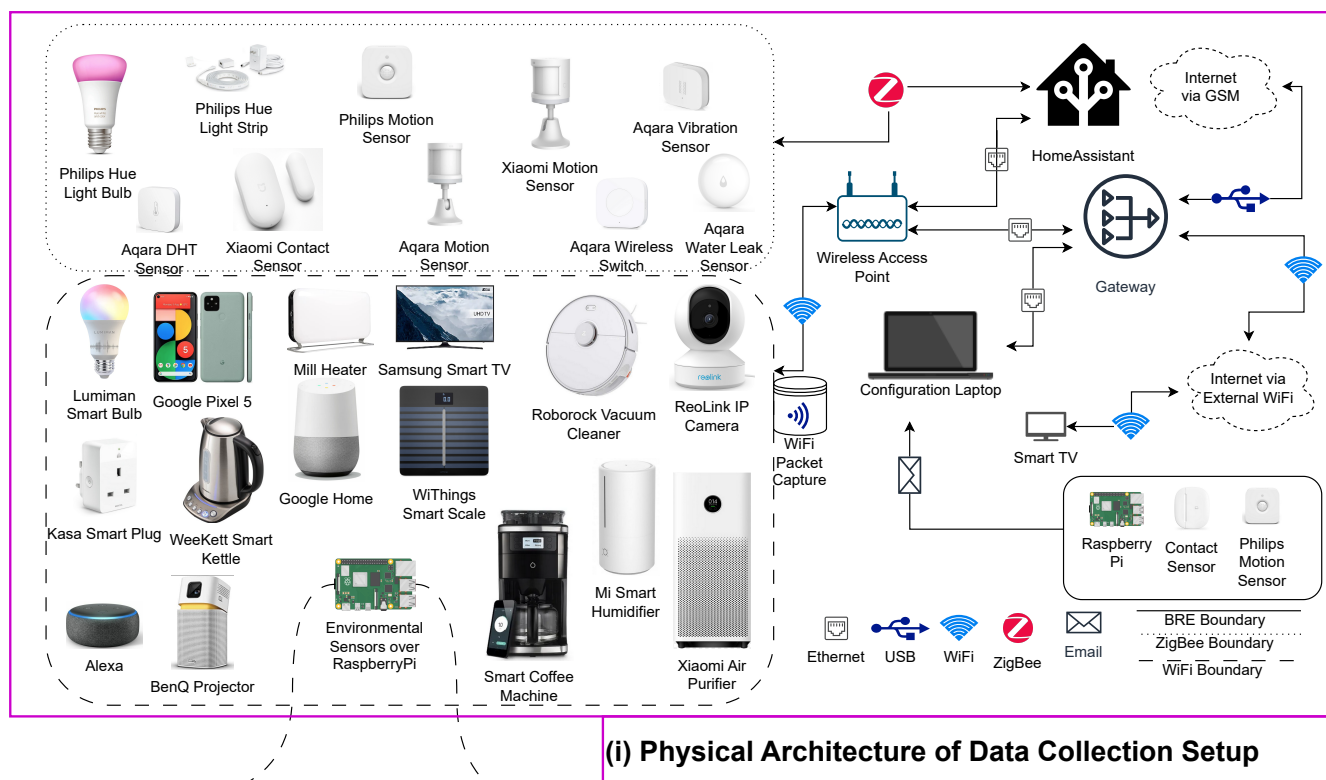 Philips Hue
Light Bulb
Philips Hue
Light Strip
Philips Motion
Sensor
Xiaomi Motion
Sensor
Aqara Vibration
Sensor
Aqara DHT
Sensor
Xiaomi Contact
Sensor
Aqara Motion
Sensor
Aqara Wireless
Switch
Aqara
Water Leak
Sensor
Lumiman
Smart Bulb
Google Pixel 5
Mill Heater
UHD TV
Samsung Smart TV
Roborock Vacuum
Cleaner
reolink
ReoLink IP
Camera
Kasa Smart Plug
WeeKett Smart
Kettle
Google Home
WiThings
Smart Scale
Mi Smart
Humidifier
Alexa
BenQ Projector
Environmental
Sensors over
RaspberryPi
Smart Coffee
Machine
Xiaomi Air
Purifier
HomeAssistant
Internet
via GSM
Wireless Access
Point
Gateway
Configuration Laptop
Internet via
External WiFi
Smart TV
WiFi
Packet
Capture
Raspberry
Pi
Contact
Sensor
Philips
Motion
Sensor
Ethernet
USB
WiFi
ZigBee
Email
BRE Boundary
ZigBee Boundary
WiFi Boundary
(i) Physical Architecture of Data Collection Setup